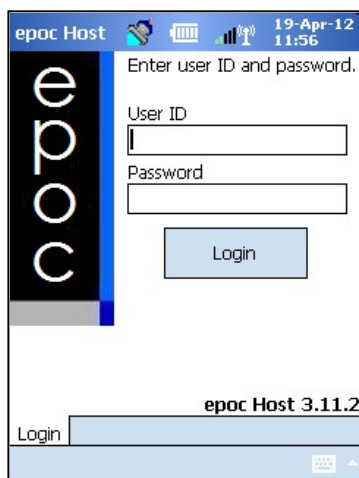 epoc Host
19-Apr-12
11:56
epoc
Enter user ID and password.
User ID
Password
Login
epoc Host 3.11.2
Login